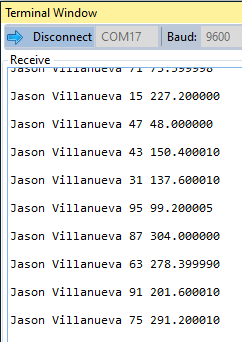 Terminal Window
Disconnect COM17 Baud: 9600
Receive
Jason Villanueva 71 75.599998
Jason Villanueva 15 227.200000
Jason Villanueva 47 48.000000
Jason Villanueva 43 150.400010
Jason Villanueva 31 137.600010
Jason Villanueva 95 99.200005
Jason Villanueva 87 304.000000
Jason Villanueva 63 278.399990
Jason Villanueva 91 201.600010
Jason Villanueva 75 291.200010